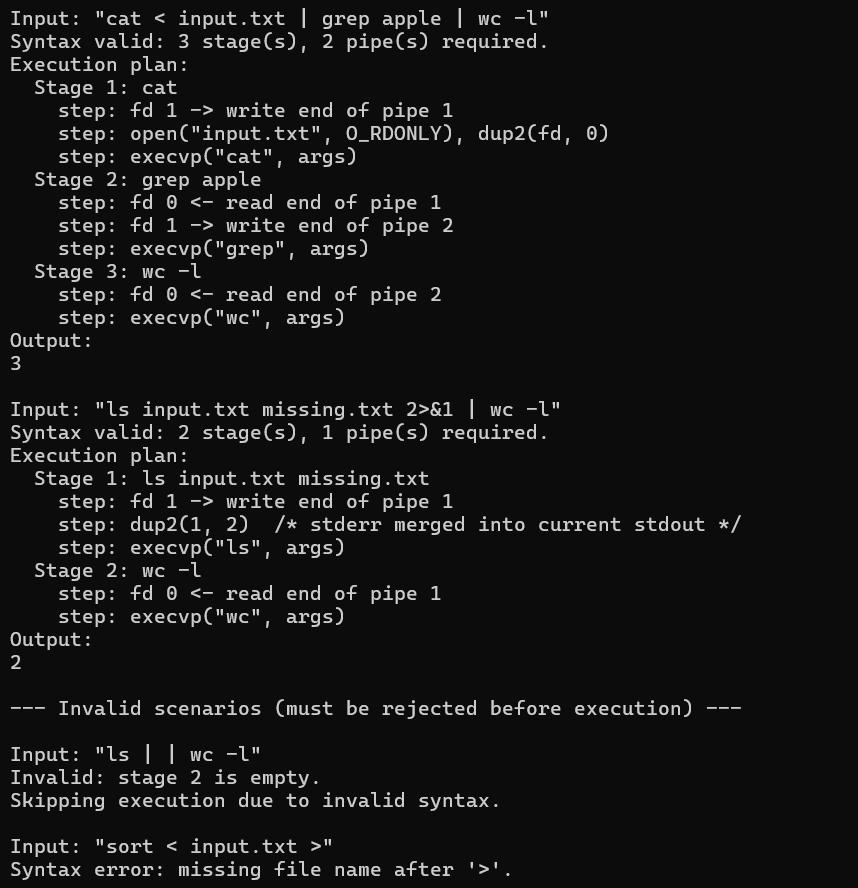 Input: "cat < input.txt | grep apple | wc -l"
Syntax valid: 3 stage(s), 2 pipe(s) required.
Execution plan:
  Stage 1: cat
    step: fd 1 -> write end of pipe 1
    step: open("input.txt", O_RDONLY), dup2(fd, 0)
    step: execvp("cat", args)
  Stage 2: grep apple
    step: fd 0 <- read end of pipe 1
    step: fd 1 -> write end of pipe 2
    step: execvp("grep", args)
  Stage 3: wc -l
    step: fd 0 <- read end of pipe 2
    step: execvp("wc", args)
Output:
3

Input: "ls input.txt missing.txt 2>&1 | wc -l"
Syntax valid: 2 stage(s), 1 pipe(s) required.
Execution plan:
  Stage 1: ls input.txt missing.txt
    step: fd 1 -> write end of pipe 1
    step: dup2(1, 2)  /* stderr merged into current stdout */
    step: execvp("ls", args)
  Stage 2: wc -l
    step: fd 0 <- read end of pipe 1
    step: execvp("wc", args)
Output:
2

--- Invalid scenarios (must be rejected before execution) ---

Input: "ls | | wc -l"
Invalid: stage 2 is empty.
Skipping execution due to invalid syntax.

Input: "sort < input.txt >"
Syntax error: missing file name after '>'.